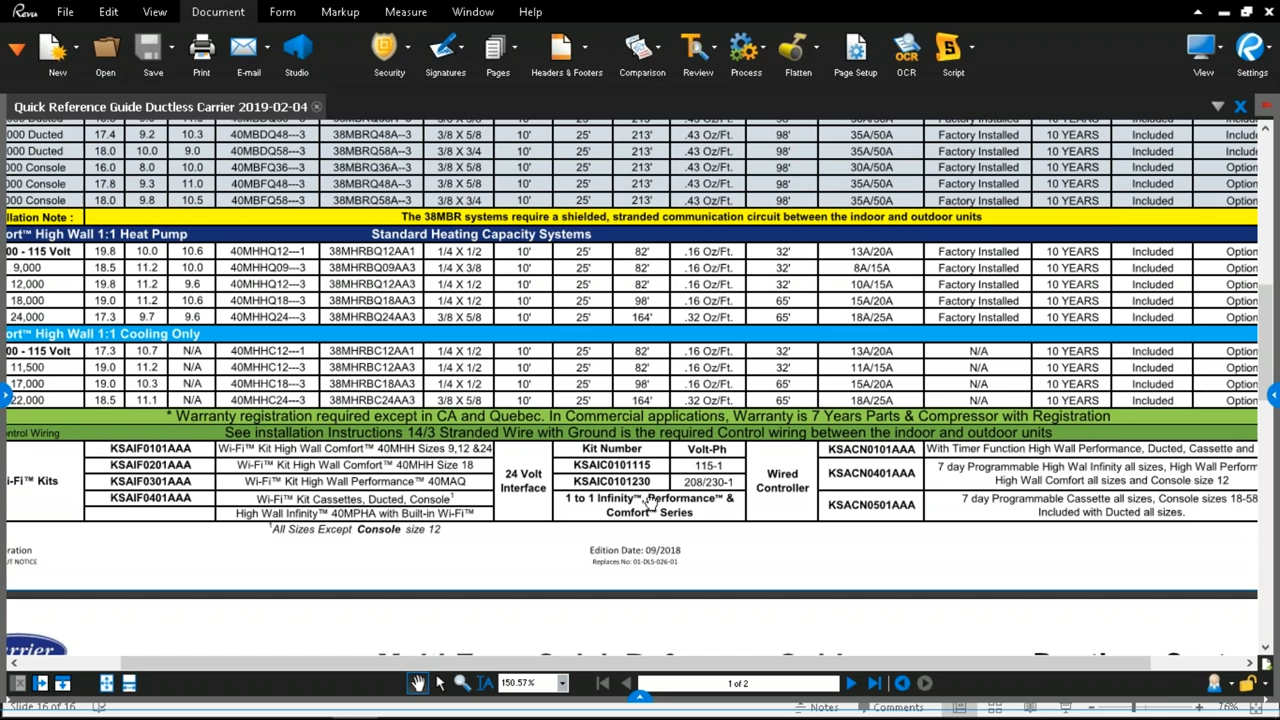 Revu File Edit View Document Form Markup Measure Window Help
New Open Save Print E-mail Studio Security Signatures Pages Headers & Footers Comparison Review Process Flatten Page Setup OCR Script View Settings
Quick Reference Guide Ductless Carrier 2019-02-04
000 Ducted 17.4 9.2 10.3 40MBDQ48---3 38MBRQ48A--3 3/8 X 5/8 10' 25' 213' .43 Oz/Ft. 98' 35A/50A Factory Installed 10 YEARS Included Option
000 Ducted 18.0 10.0 9.0 40MBDQ58---3 38MBRQ58A--3 3/8 X 3/4 10' 25' 213' .43 Oz/Ft. 98' 35A/50A Factory Installed 10 YEARS Included Include
000 Console 16.0 8.0 10.0 40MBFQ36---3 38MBRQ36A--3 3/8 X 5/8 10' 25' 213' .43 Oz/Ft. 98' 30A/50A Factory Installed 10 YEARS Included Option
000 Console 17.8 9.3 11.0 40MBFQ48---3 38MBRQ48A--3 3/8 X 5/8 10' 25' 213' .43 Oz/Ft. 98' 35A/50A Factory Installed 10 YEARS Included Option
000 Console 18.0 9.8 10.5 40MBFQ58---3 38MBRQ58A--3 3/8 X 3/4 10' 25' 213' .43 Oz/Ft. 98' 35A/50A Factory Installed 10 YEARS Included Option
llation Note : The 38MBR systems require a shielded, stranded communication circuit between the indoor and outdoor units
ort™ High Wall 1:1 Heat Pump Standard Heating Capacity Systems
00 - 115 Volt 19.8 10.0 10.6 40MHHQ12---1 38MHRBQ12AA1 1/4 X 1/2 10' 25' 82' .16 Oz/Ft. 32' 13A/20A Factory Installed 10 YEARS Included Option
9,000 18.5 11.2 10.0 40MHHQ09---3 38MHRBQ09AA3 1/4 X 3/8 10' 25' 82' .16 Oz/Ft. 32' 8A/15A Factory Installed 10 YEARS Included Option
12,000 19.8 11.2 9.6 40MHHQ12---3 38MHRBQ12AA3 1/4 X 1/2 10' 25' 82' .16 Oz/Ft. 32' 10A/15A Factory Installed 10 YEARS Included Option
18,000 19.0 11.2 10.6 40MHHQ18---3 38MHRBQ18AA3 1/4 X 1/2 10' 25' 98' .16 Oz/Ft. 65' 15A/20A Factory Installed 10 YEARS Included Option
24,000 17.3 9.7 9.6 40MHHQ24---3 38MHRBQ24AA3 3/8 X 5/8 10' 25' 164' .32 Oz/Ft. 65' 18A/25A Factory Installed 10 YEARS Included Option
ort™ High Wall 1:1 Cooling Only
00 - 115 Volt 17.3 10.7 N/A 40MHHC12---1 38MHRBC12AA1 1/4 X 1/2 10' 25' 82' .16 Oz/Ft. 32' 13A/20A N/A 10 YEARS Included Option
11,500 19.0 11.2 N/A 40MHHC12---3 38MHRBC12AA3 1/4 X 1/2 10' 25' 82' .16 Oz/Ft. 32' 11A/15A N/A 10 YEARS Included Option
17,000 19.0 10.3 N/A 40MHHC18---3 38MHRBC18AA3 1/4 X 1/2 10' 25' 98' .16 Oz/Ft. 65' 15A/20A N/A 10 YEARS Included Option
22,000 18.5 11.1 N/A 40MHHC24---3 38MHRBC24AA3 3/8 X 5/8 10' 25' 164' .32 Oz/Ft. 65' 18A/25A N/A 10 YEARS Included Option
* Warranty registration required except in CA and Quebec. In Commercial applications, Warranty is 7 Years Parts & Compressor with Registration
ontrol Wiring See installation Instructions 14/3 Stranded Wire with Ground is the required Control wiring between the indoor and outdoor units
i-Fi™ Kits
KSAIF0101AAA Wi-Fi™ Kit High Wall Comfort™ 40MHH Sizes 9,12 &24
KSAIF0201AAA Wi-Fi™ Kit High Wall Comfort™ 40MHH Size 18
KSAIF0301AAA Wi-Fi™ Kit High Wall Performance™ 40MAQ
KSAIF0401AAA Wi-Fi™ Kit Cassettes, Ducted, Console1
High Wall Infinity™ 40MPHA with Built-in Wi-Fi™
24 Volt
Interface
Kit Number Volt-Ph
KSAIC0101115 115-1
KSAIC0101230 208/230-1
1 to 1 Infinity™, Performance™ &
Comfort™ Series
Wired
Controller
KSACN0101AAA With Timer Function High Wall Performance, Ducted, Cassette and
KSACN0401AAA 7 day Programmable High Wal Infinity all sizes, High Wall Perform
High Wall Comfort all sizes and Console size 12
KSACN0501AAA 7 day Programmable Cassette all sizes, Console sizes 18-58
Included with Ducted all sizes.
1All Sizes Except Console size 12
oration Edition Date: 09/2018
UT NOTICE Replaces No: 01-DLS-026-01
arrier
150.57% 1 of 2
Slide 16 of 16 Notes Comments 76%